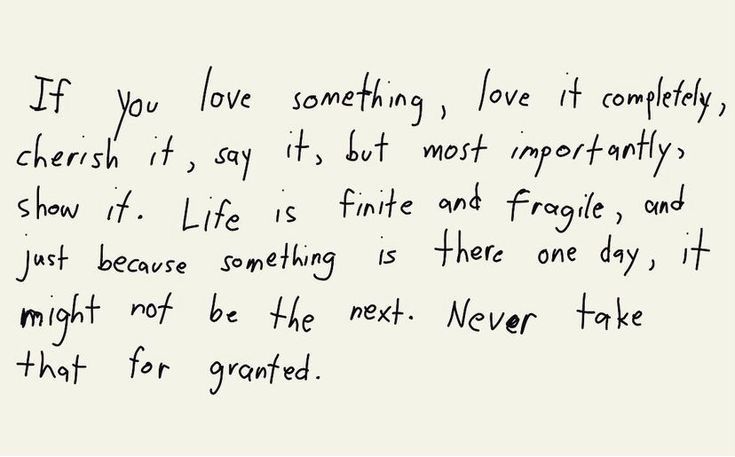 If you love something, love it completely,
cherish it, say it, but most importantly,
show it. Life is finite and fragile, and
just because something is there one day, it
might not be the next. Never take
that for granted.